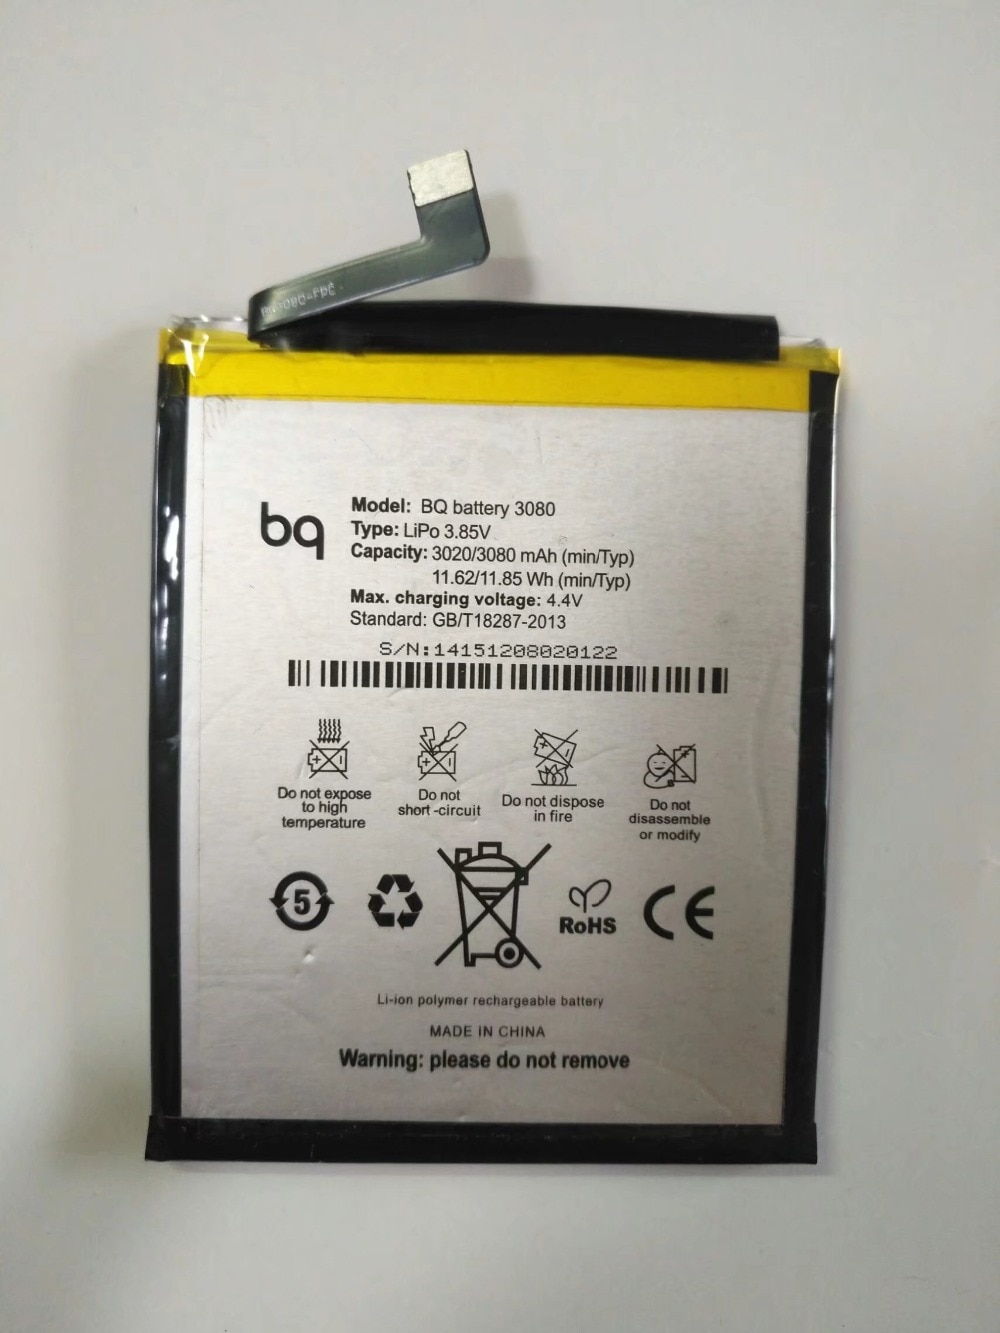 bq
Model: BQ battery 3080
Type: LiPo 3.85V
Capacity: 3020/3080 mAh (min/Typ)
11.62/11.85 Wh (min/Typ)
Max. charging voltage: 4.4V
Standard: GB/T18287-2013
S/N:14151208020122
Do not expose
to high
temperature
Do not
short -circuit
Do not dispose
in fire
Do not
disassemble
or modify
5
RoHS
CE
Li-ion polymer rechargeable battery
MADE IN CHINA
Warning: please do not remove